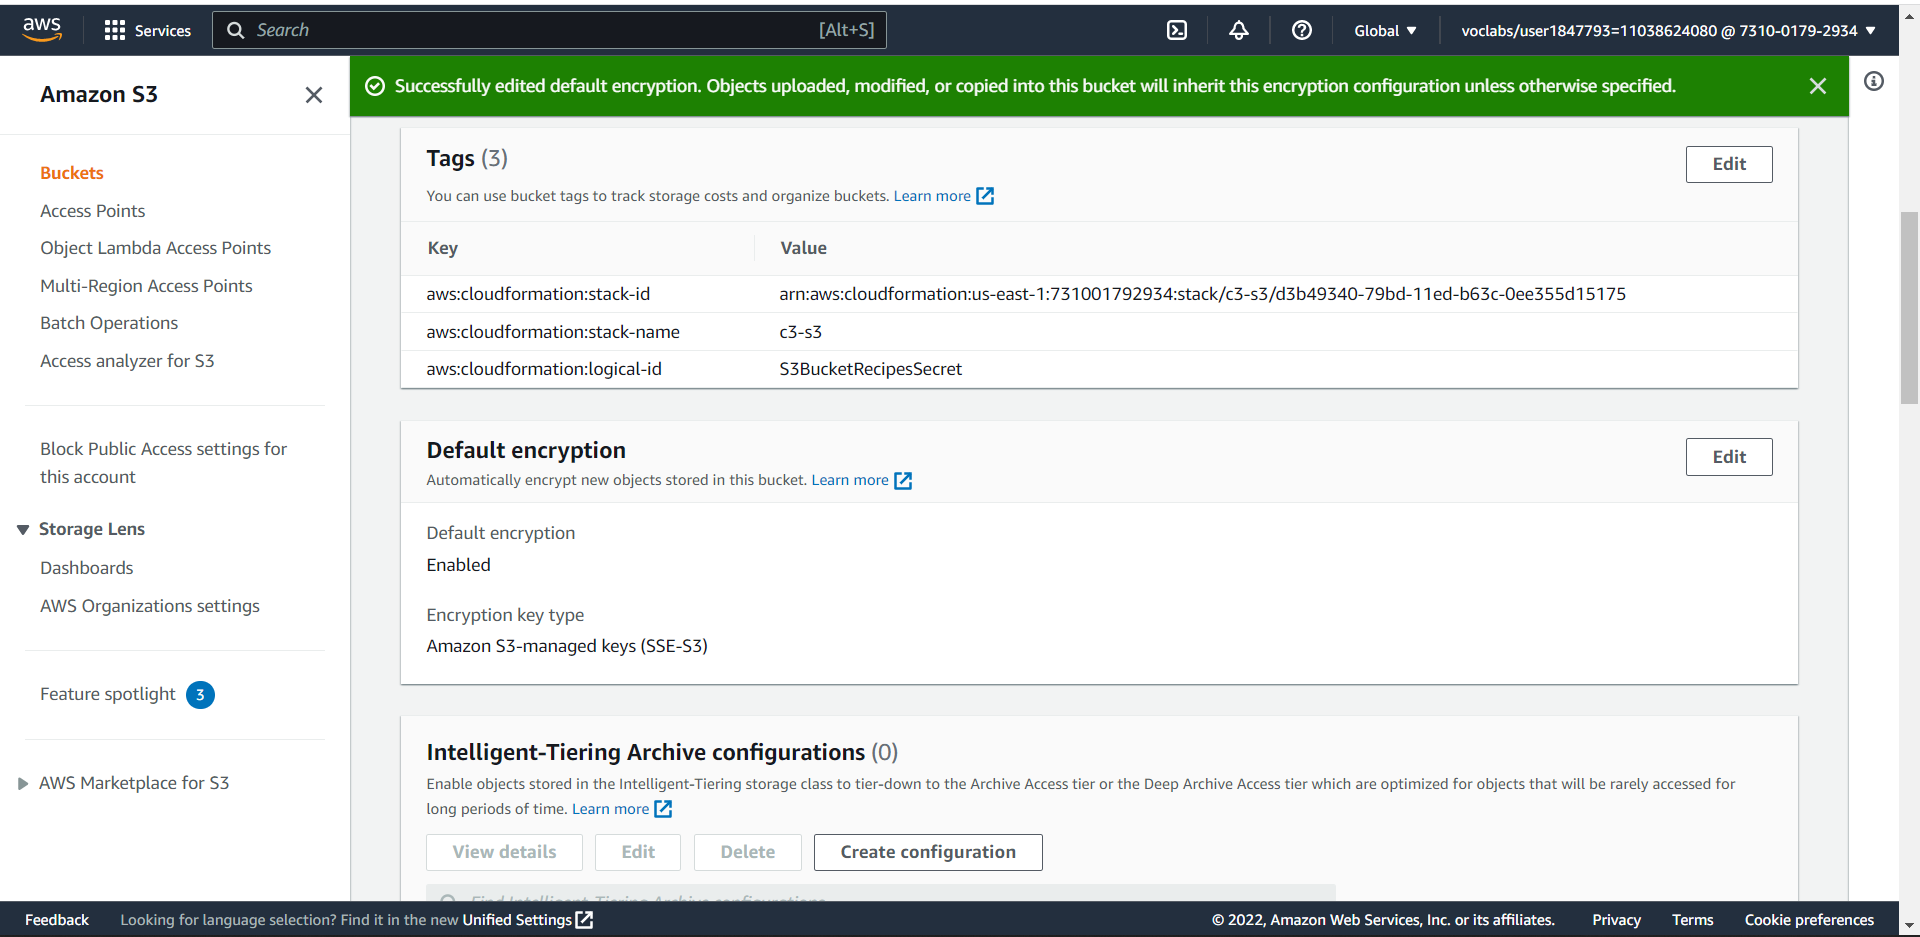 aws
Services
Search
[Alt+S]
Global
voclabs/user1847793=11038624080 @ 7310-0179-2934
Amazon S3
Successfully edited default encryption. Objects uploaded, modified, or copied into this bucket will inherit this encryption configuration unless otherwise specified.
Buckets
Access Points
Object Lambda Access Points
Multi-Region Access Points
Batch Operations
Access analyzer for S3
Block Public Access settings for
this account
Storage Lens
Dashboards
AWS Organizations settings
Feature spotlight 3
AWS Marketplace for S3
Tags (3)
Edit
You can use bucket tags to track storage costs and organize buckets. Learn more
Key Value
aws:cloudformation:stack-id arn:aws:cloudformation:us-east-1:731001792934:stack/c3-s3/d3b49340-79bd-11ed-b63c-0ee355d15175
aws:cloudformation:stack-name c3-s3
aws:cloudformation:logical-id S3BucketRecipesSecret
Default encryption
Edit
Automatically encrypt new objects stored in this bucket. Learn more
Default encryption
Enabled
Encryption key type
Amazon S3-managed keys (SSE-S3)
Intelligent-Tiering Archive configurations (0)
Enable objects stored in the Intelligent-Tiering storage class to tier-down to the Archive Access tier or the Deep Archive Access tier which are optimized for objects that will be rarely accessed for
long periods of time. Learn more
View details Edit Delete Create configuration
Find Intelligent-Tiering Archive configurations
Feedback Looking for language selection? Find it in the new Unified Settings © 2022, Amazon Web Services, Inc. or its affiliates. Privacy Terms Cookie preferences